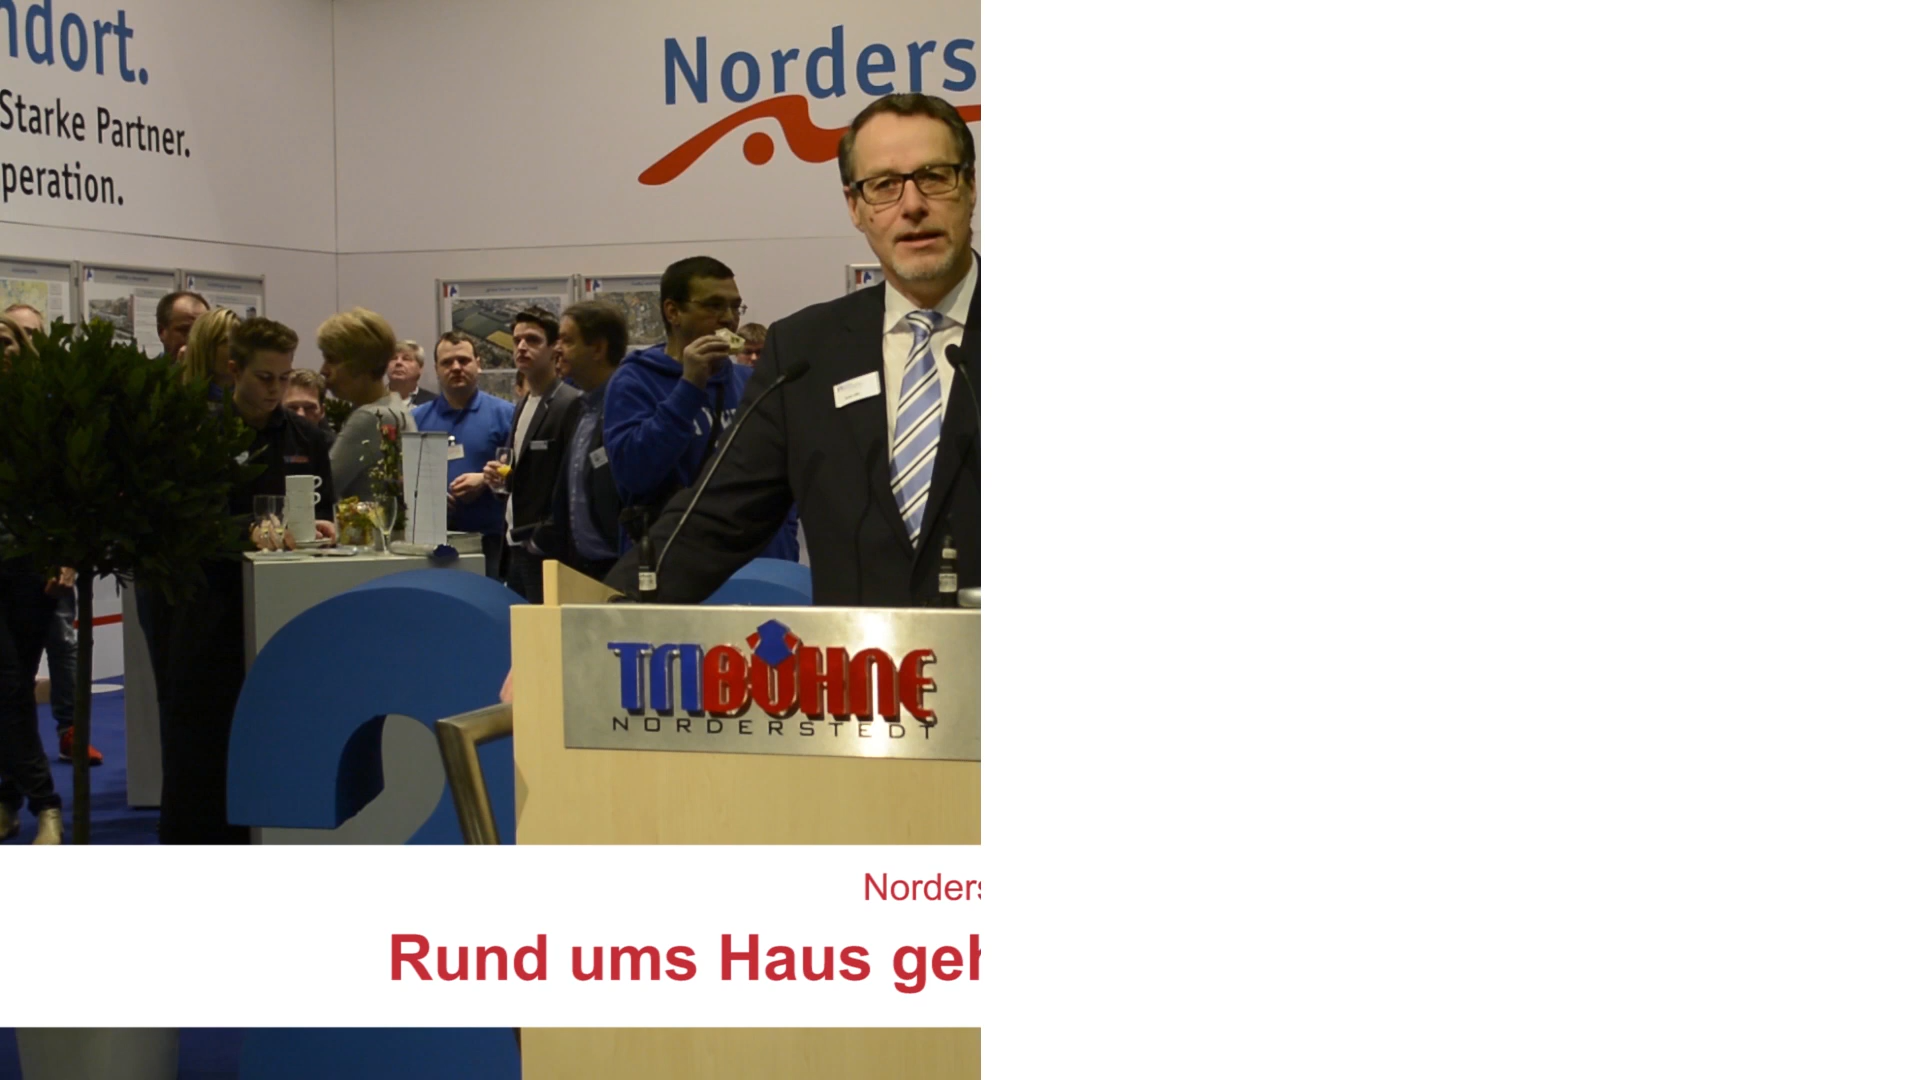 ndort.
Starke Partner.
peration.
Norders
TRIBÜHNE
NORDERSTEDT
Norders
Rund ums Haus geh